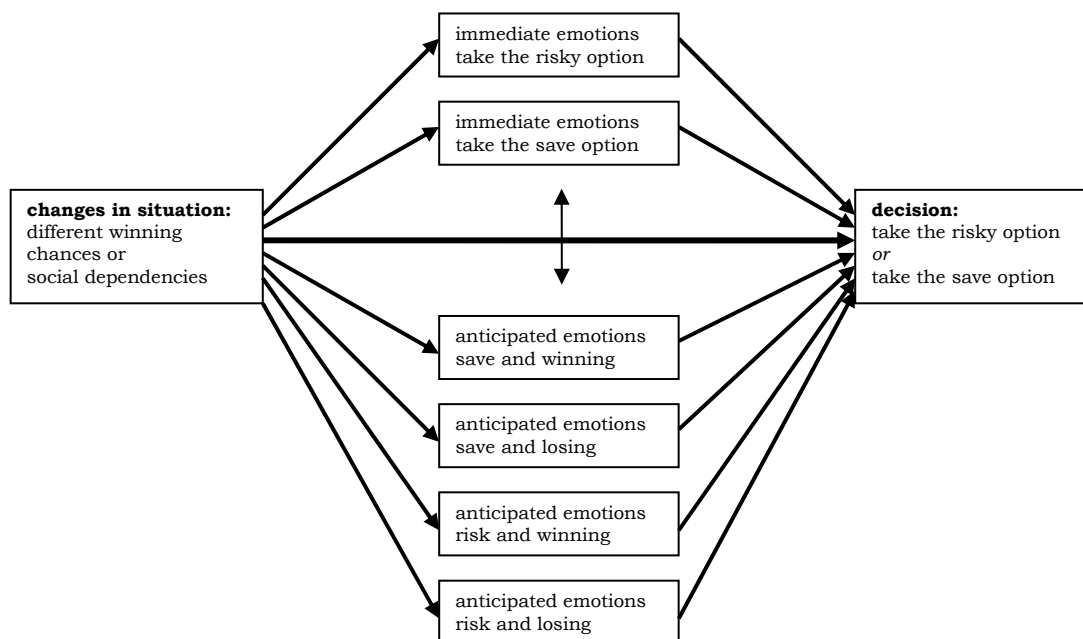 immediate emotions
take the risky option
immediate emotions
take the save option
changes in situation:
different winning
chances or
social dependencies
decision:
take the risky option
or
take the save option
anticipated emotions
save and winning
anticipated emotions
save and losing
anticipated emotions
risk and winning
anticipated emotions
risk and losing